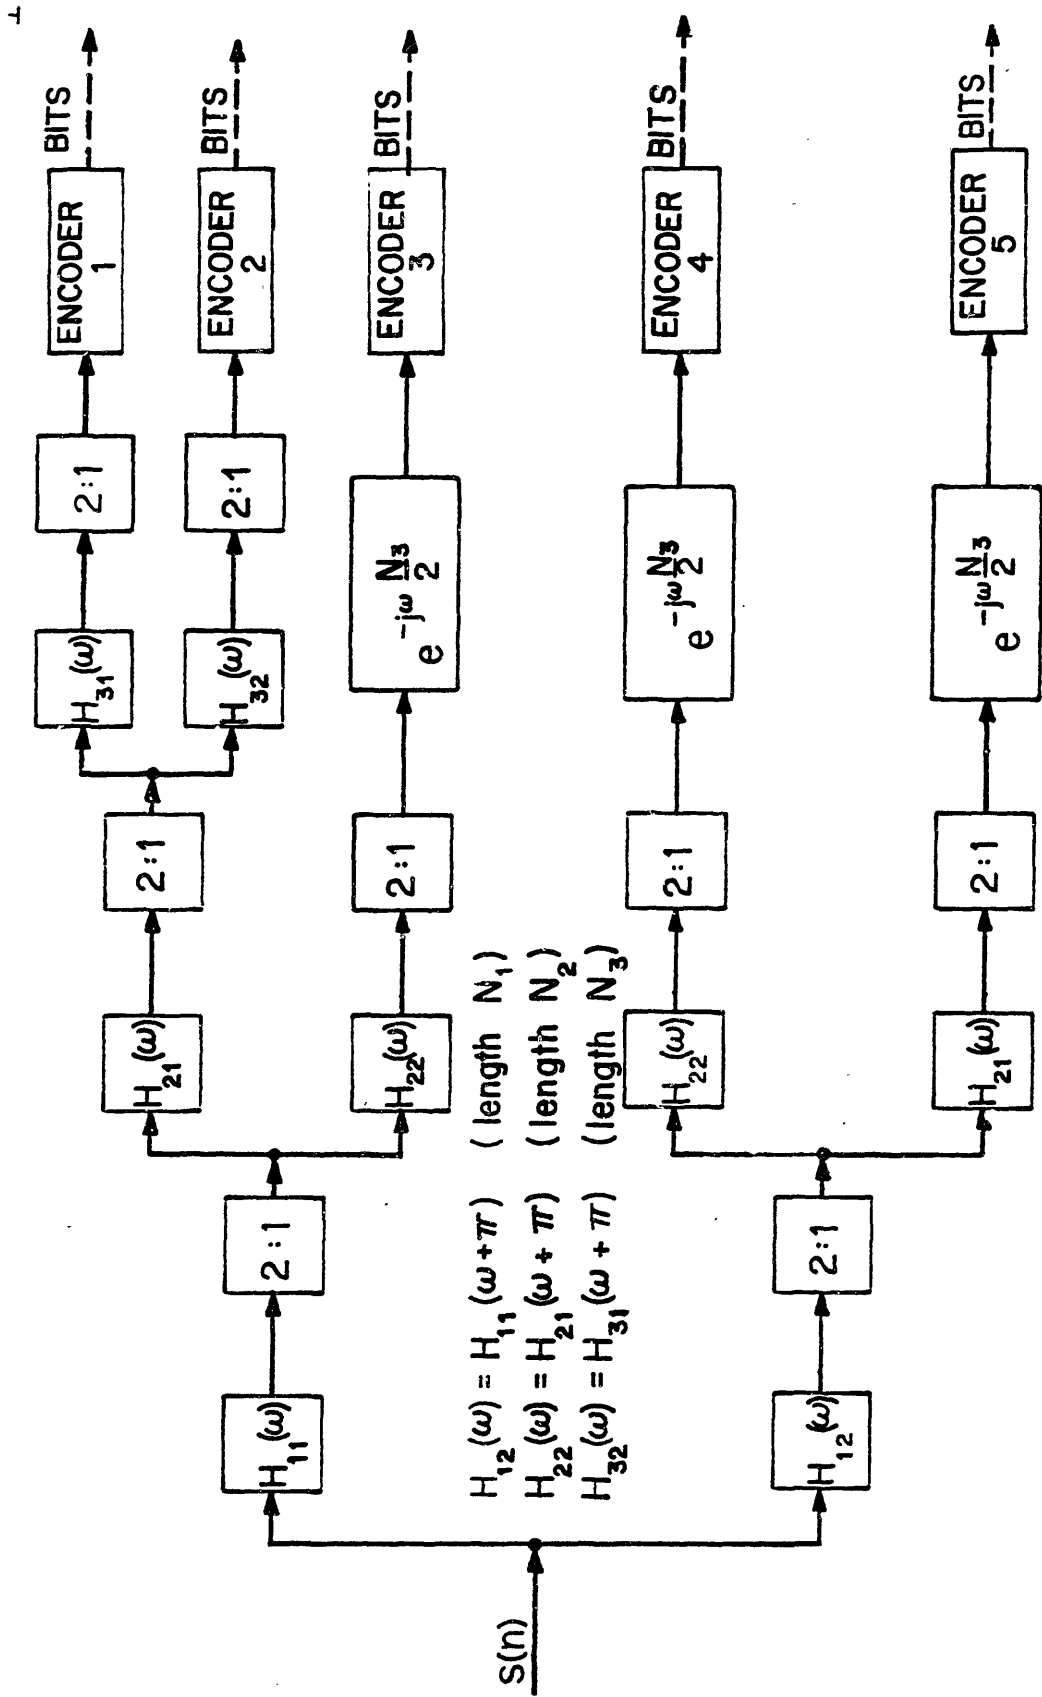 S(n)
H₁₁(ω)
2:1
H₂₁(ω)
2:1
H₃₁(ω)
2:1
ENCODER
1
BITS
H₃₂(ω)
2:1
ENCODER
2
BITS
H₂₂(ω)
2:1
e^{-jω N₃/2}
ENCODER
3
BITS
H₁₂(ω) = H₁₁(ω+π) (length N₁)
H₂₂(ω) = H₂₁(ω+π) (length N₂)
H₃₂(ω) = H₃₁(ω+π) (length N₃)
H₁₂(ω)
2:1
H₂₂(ω)
2:1
e^{-jω N₃/2}
ENCODER
4
BITS
H₂₁(ω)
2:1
e^{-jω N₃/2}
ENCODER
5
BITS